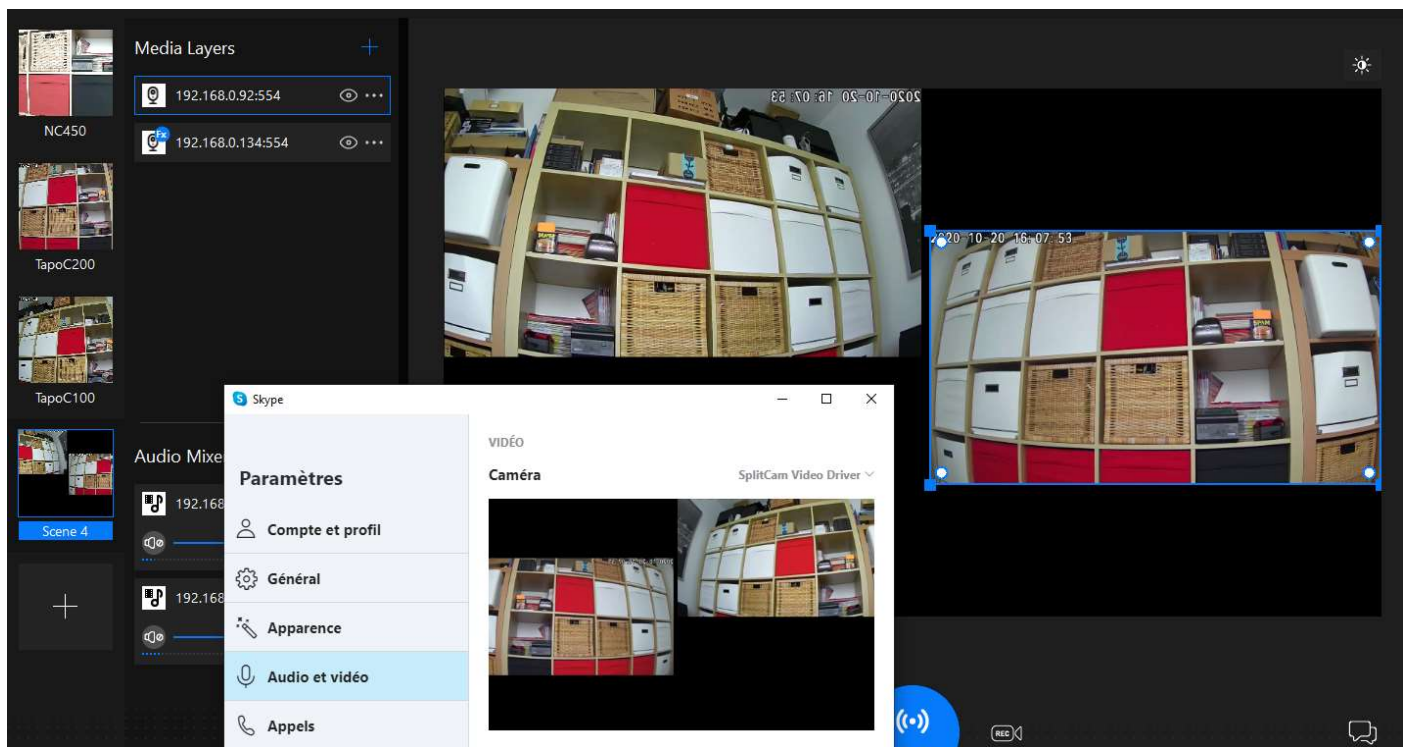 Media Layers
192.168.0.92:554
192.168.0.134:554
NC450
TapoC200
TapoC100
Scene 4
Audio Mixe
192.168
192.168
2020-10-20 16:07:53
2020-10-20 16:07:53
SPAM
Skype
Paramètres
Compte et profil
Général
Apparence
Audio et vidéo
Appels
VIDÉO
Caméra
SplitCam Video Driver
REC
Fx